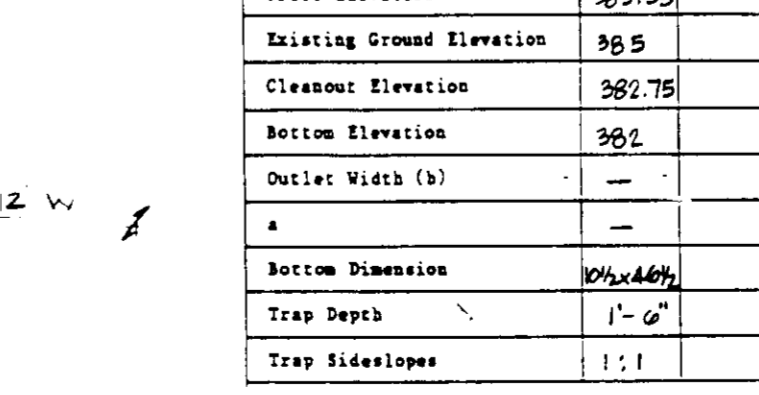 Existing Ground Elevation 385
Cleanout Elevation 382.75
Bottom Elevation 382
Outlet Width (b) —
12 W
a —
Bottom Dimension 10½x46½
Trap Depth 1'-6"
Trap Sideslopes 1:1